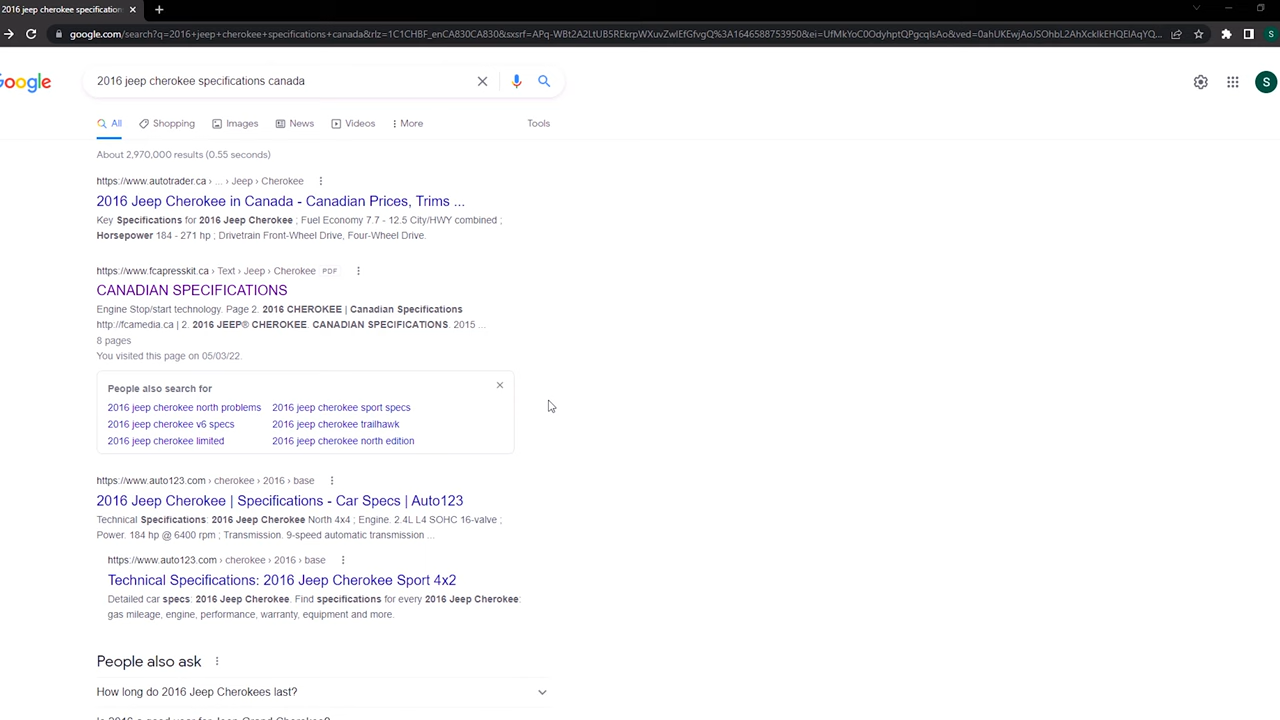 2016 jeep cherokee specification
google.com/search?q=2016+jeep+cherokee+specifications+canada&rlz=1C1CHBF_enCA830CA830&sxsrf=APq-WBt2A2LtUB5REkrpWXuvZwlEfGfvgQ%3A1646588753950&ei=UfMkYoC0OdyhptQPgcqIsAo&ved=0ahUKEwjAoJSOhbL2AhXckIkEHQElAqYQ...
Google
2016 jeep cherokee specifications canada
S
All Shopping Images News Videos More Tools
About 2,970,000 results (0.55 seconds)
https://www.autotrader.ca › ... › Jeep › Cherokee
2016 Jeep Cherokee in Canada - Canadian Prices, Trims ...
Key Specifications for 2016 Jeep Cherokee ; Fuel Economy 7.7 - 12.5 City/HWY combined ;
Horsepower 184 - 271 hp ; Drivetrain Front-Wheel Drive, Four-Wheel Drive.
https://www.fcapresskit.ca › Text › Jeep › Cherokee PDF
CANADIAN SPECIFICATIONS
Engine Stop/start technology. Page 2. 2016 CHEROKEE | Canadian Specifications
http://fcamedia.ca | 2. 2016 JEEP® CHEROKEE. CANADIAN SPECIFICATIONS. 2015 ...
8 pages
You visited this page on 05/03/22.
People also search for
2016 jeep cherokee north problems 2016 jeep cherokee sport specs
2016 jeep cherokee v6 specs 2016 jeep cherokee trailhawk
2016 jeep cherokee limited 2016 jeep cherokee north edition
https://www.auto123.com › cherokee › 2016 › base
2016 Jeep Cherokee | Specifications - Car Specs | Auto123
Technical Specifications: 2016 Jeep Cherokee North 4x4 ; Engine. 2.4L L4 SOHC 16-valve ;
Power. 184 hp @ 6400 rpm ; Transmission. 9-speed automatic transmission ...
https://www.auto123.com › cherokee › 2016 › base
Technical Specifications: 2016 Jeep Cherokee Sport 4x2
Detailed car specs: 2016 Jeep Cherokee. Find specifications for every 2016 Jeep Cherokee:
gas mileage, engine, performance, warranty, equipment and more.
People also ask
How long do 2016 Jeep Cherokees last?
Is 2016 a good year for Jeep Grand Cherokee?